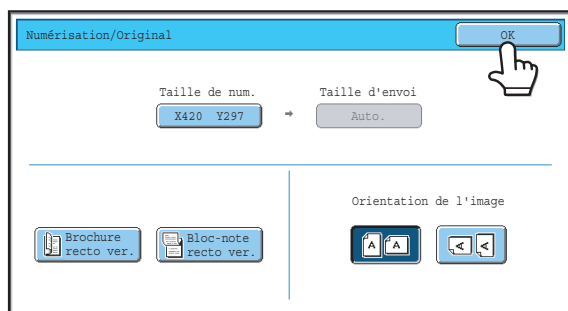 Numérisation/Original
OK
Taille de num.
Taille d'envoi
X420 Y297
Auto.
Orientation de l'image
Brochure
recto ver.
Bloc-note
recto ver.
A A
A A